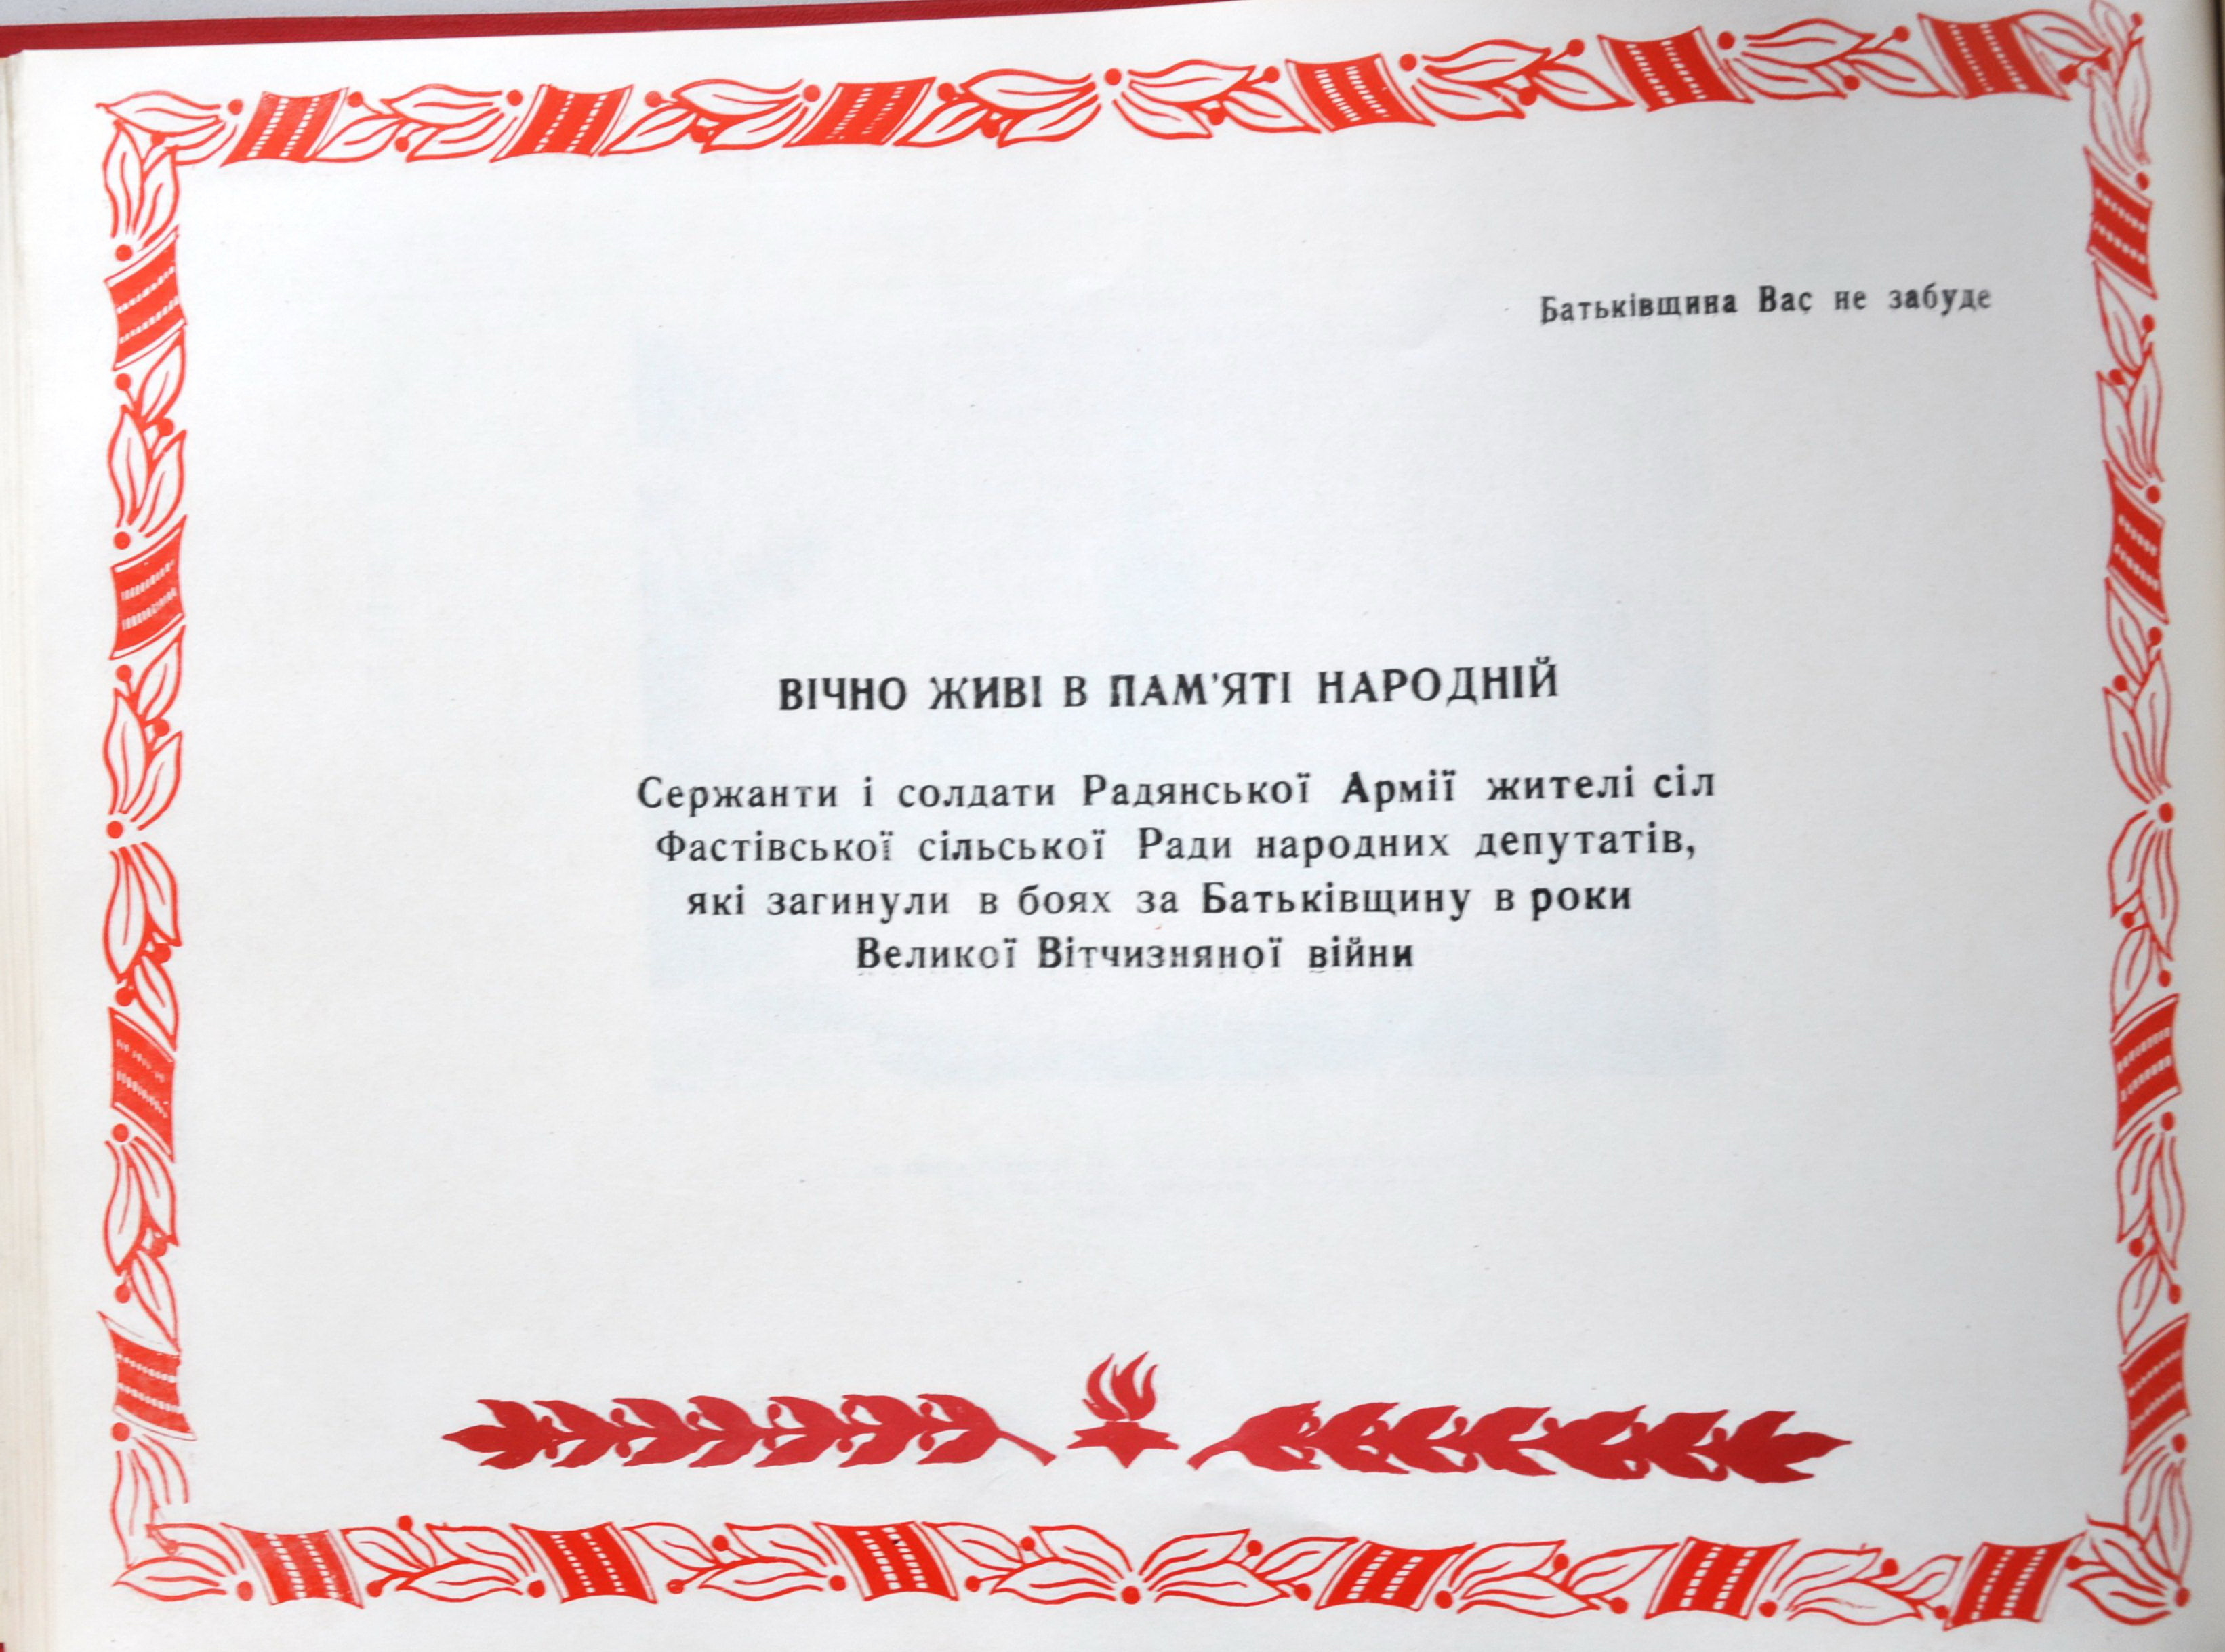 Батьківщина Вас не забуде
ВІЧНО ЖИВІ В ПАМ'ЯТІ НАРОДНІЙ
Сержанти і солдати Радянської Армії жителі сіл
Фастівської сільської Ради народних депутатів,
які загинули в боях за Батьківщину в роки
Великої Вітчизняної війни